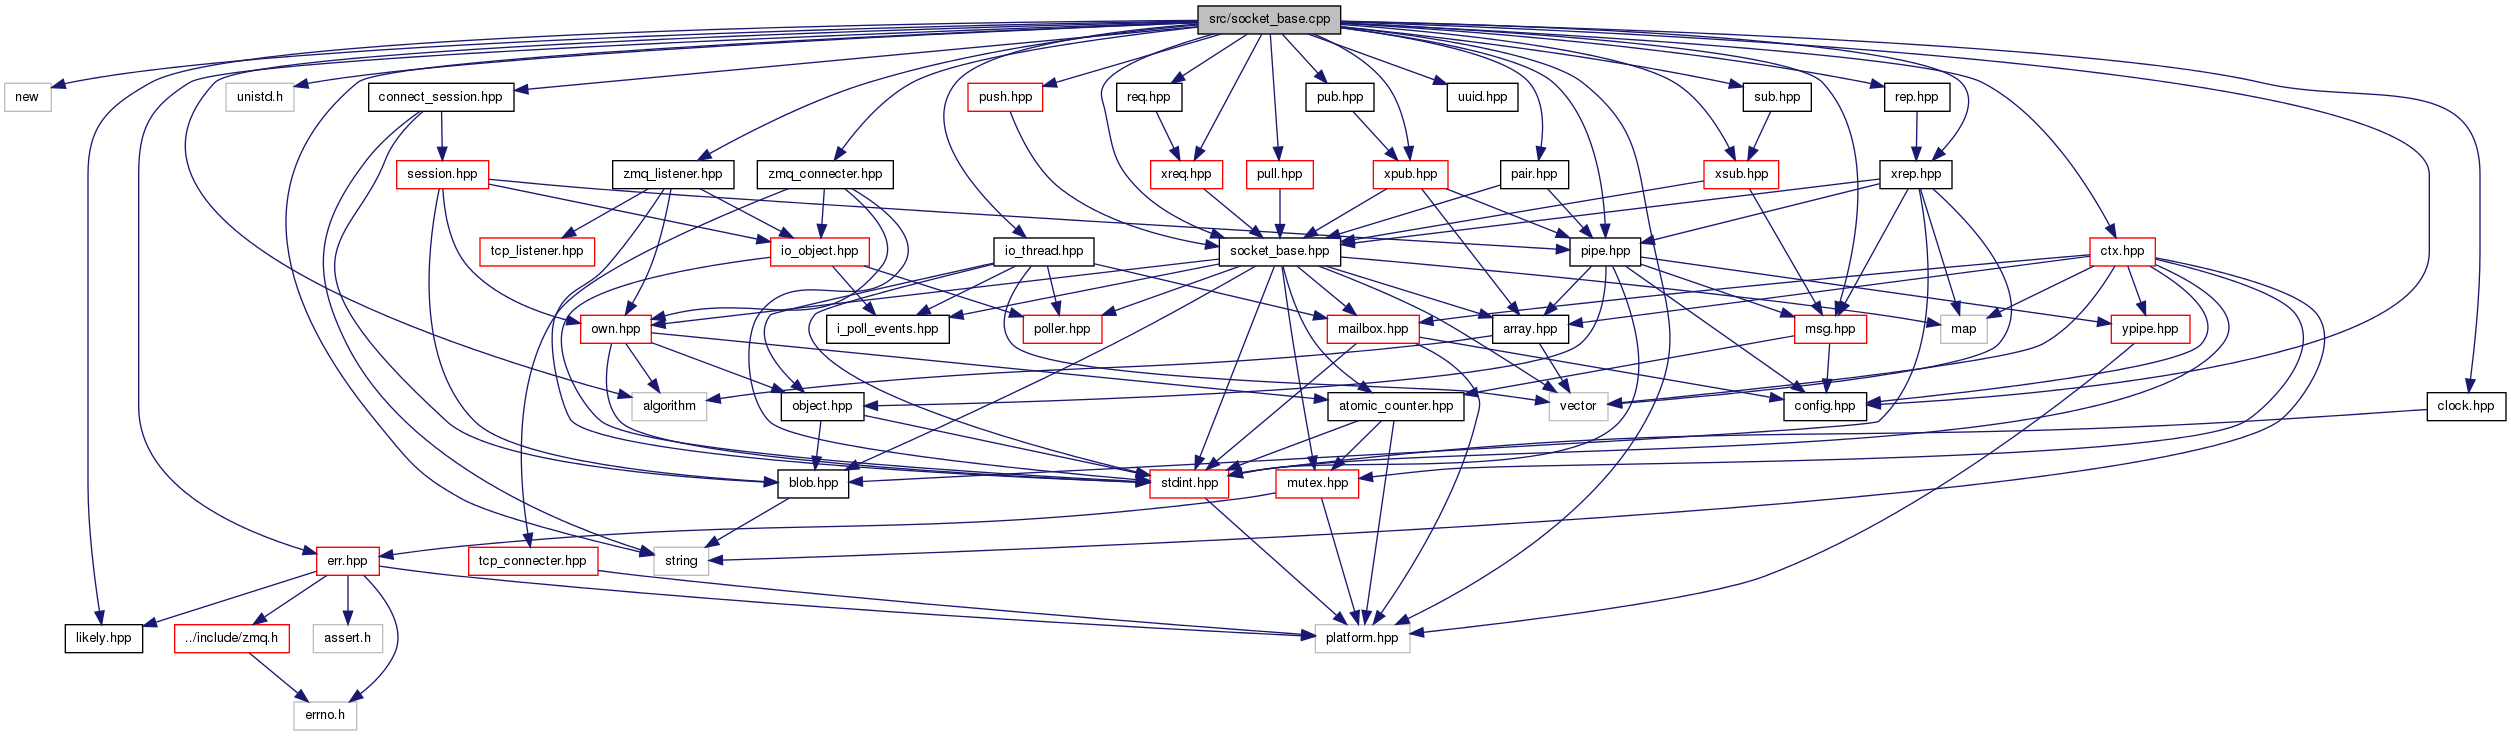 src/socket_base.cpp
new
unistd.h
connect_session.hpp
push.hpp
req.hpp
pub.hpp
uuid.hpp
sub.hpp
rep.hpp
session.hpp
zmq_listener.hpp
zmq_connecter.hpp
xreq.hpp
pull.hpp
xpub.hpp
pair.hpp
xsub.hpp
xrep.hpp
tcp_listener.hpp
io_object.hpp
io_thread.hpp
socket_base.hpp
pipe.hpp
ctx.hpp
own.hpp
i_poll_events.hpp
poller.hpp
mailbox.hpp
array.hpp
msg.hpp
map
ypipe.hpp
algorithm
object.hpp
atomic_counter.hpp
vector
config.hpp
clock.hpp
blob.hpp
stdint.hpp
mutex.hpp
err.hpp
tcp_connecter.hpp
string
likely.hpp
../include/zmq.h
assert.h
platform.hpp
errno.h